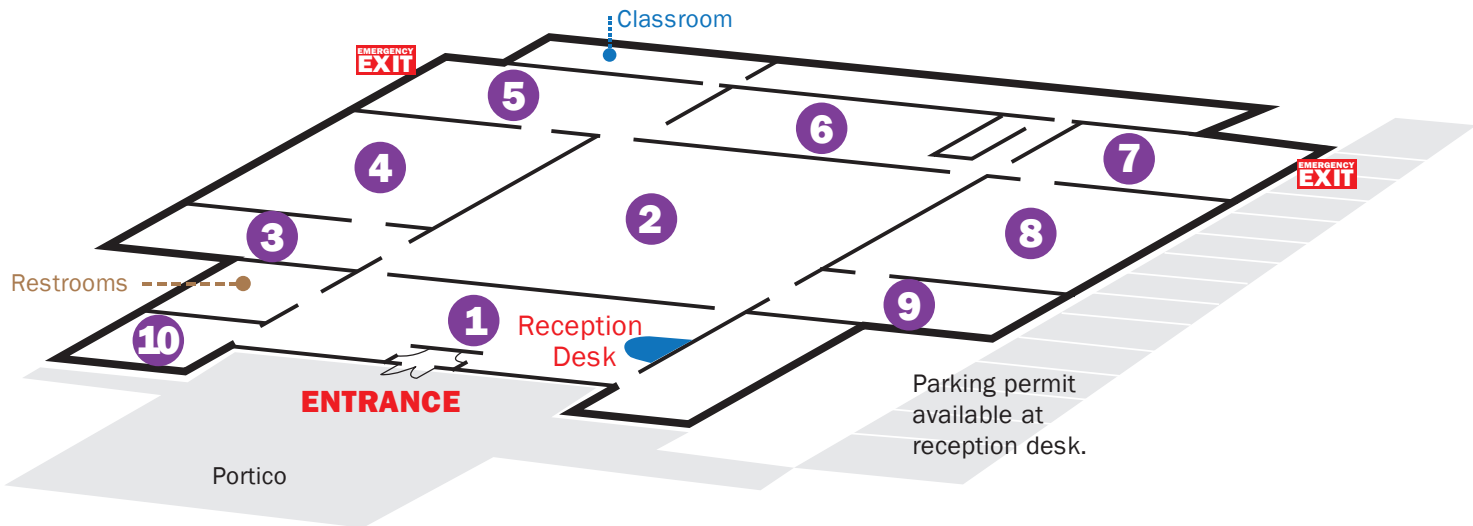 Classroom
EMERGENCY
EXIT
5
6
7
EMERGENCY
EXIT
4
2
8
3
Restrooms
9
10
1
Reception
Desk
ENTRANCE
Parking permit
available at
reception desk.
Portico